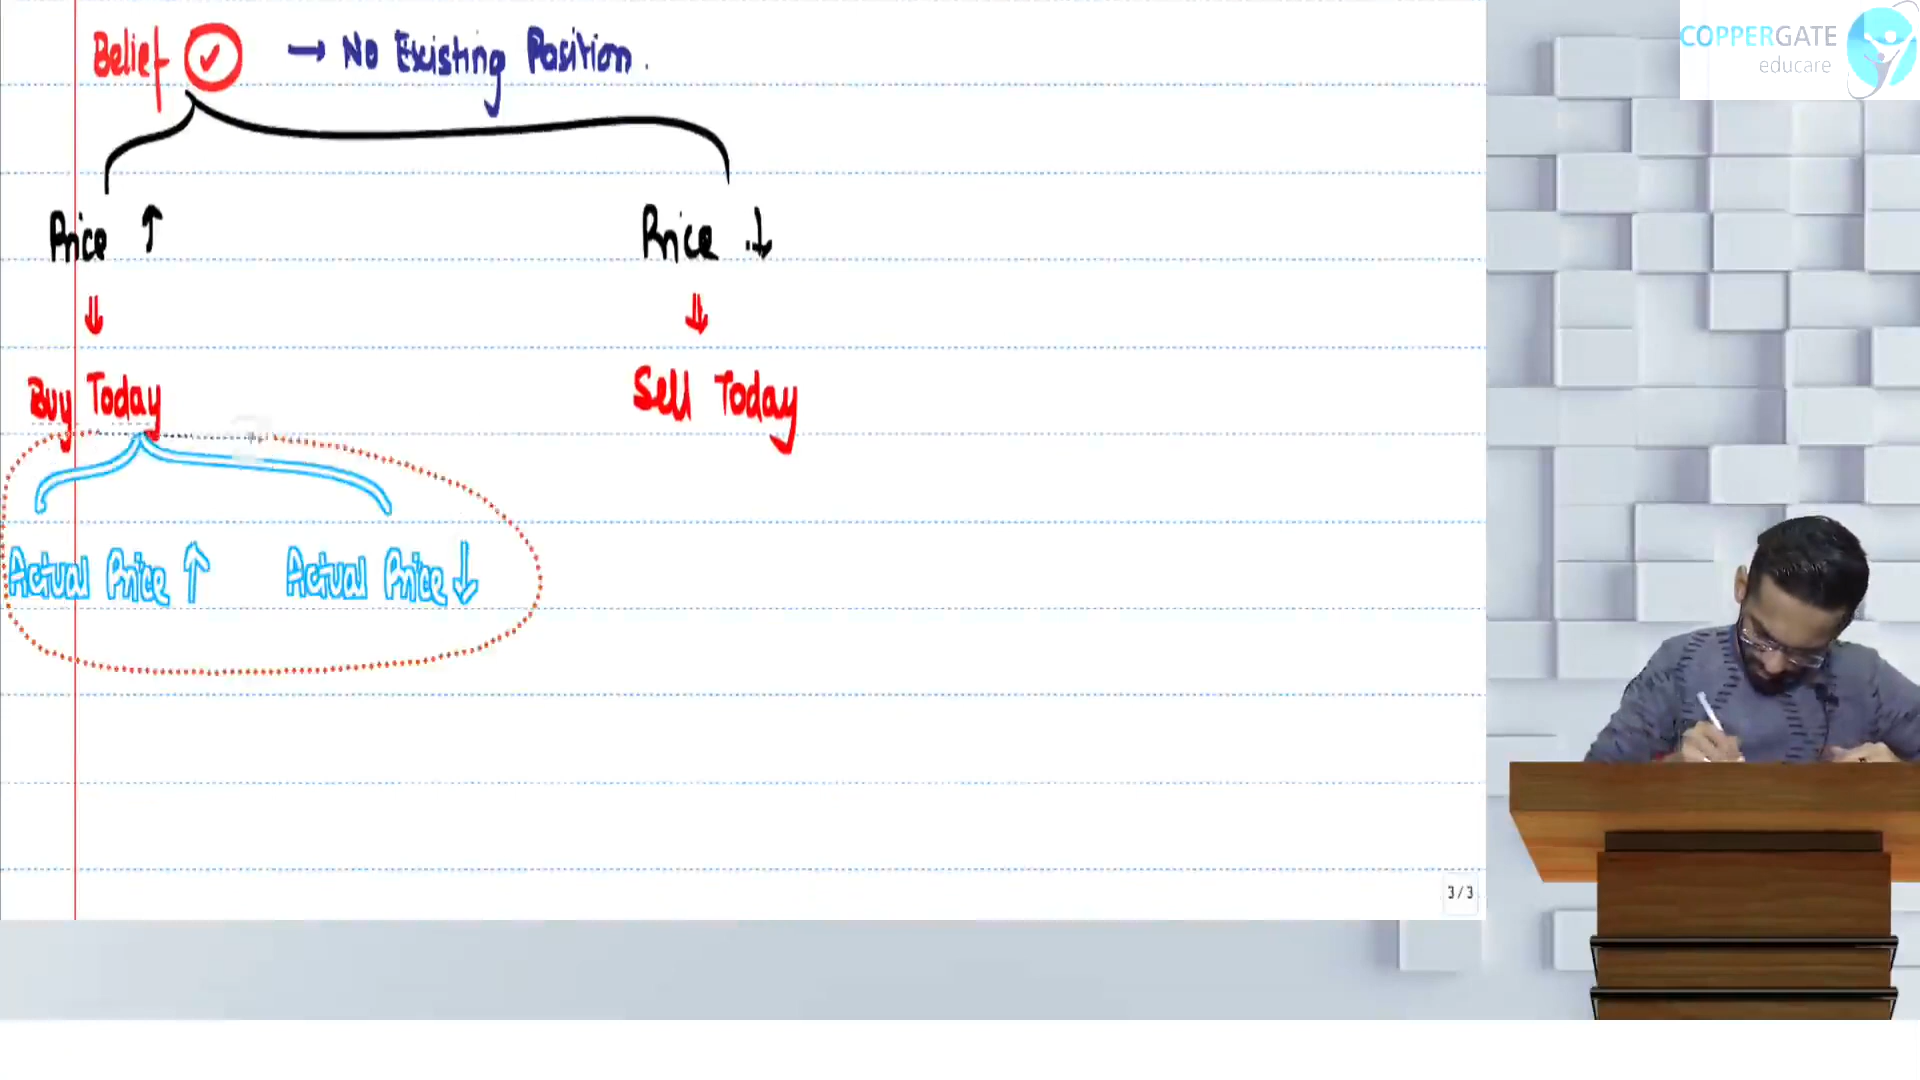 COPPERGATE
educare
Belief ✓ → No Existing Position.
Price ↑ Price ↓
⇓ ⇓
Buy Today Sell Today
Actual Price ↑ Actual Price ↓
3/3